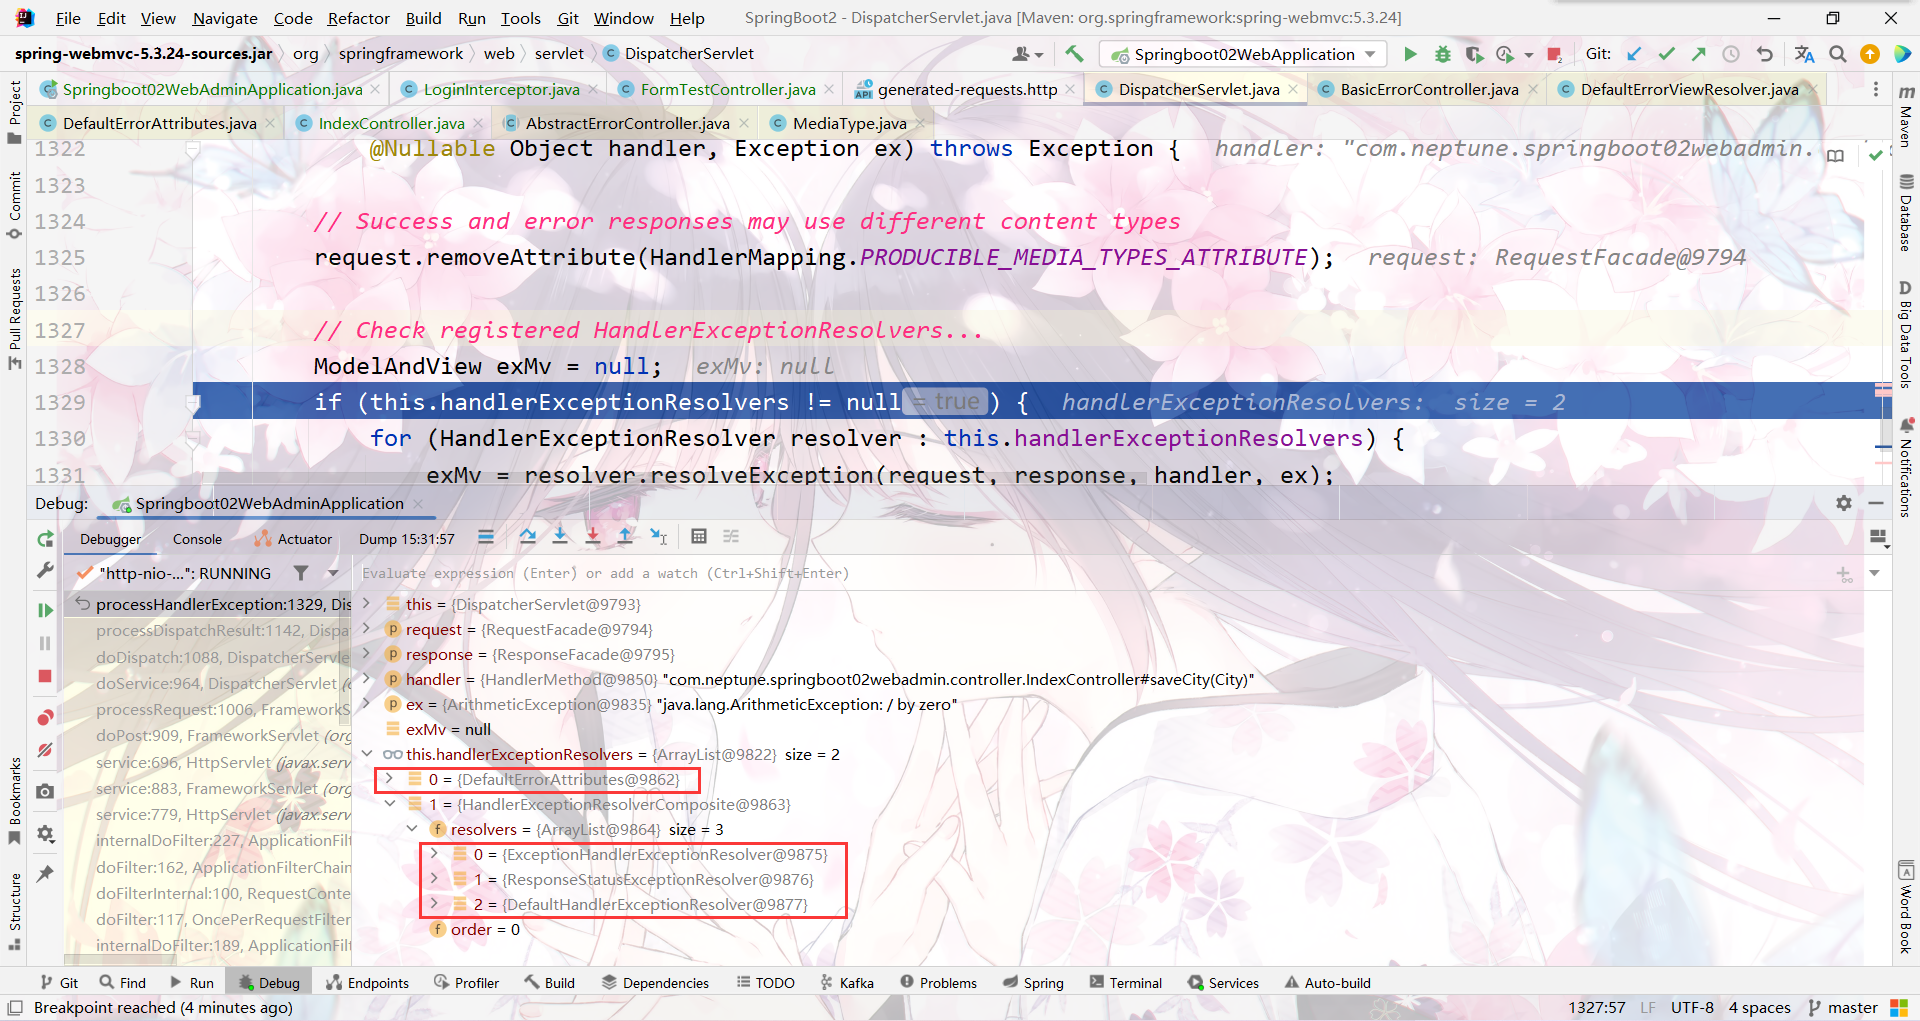 File Edit View Navigate Code Refactor Build Run Tools Git Window Help SpringBoot2 - DispatcherServlet.java [Maven: org.springframework:spring-webmvc:5.3.24]
spring-webmvc-5.3.24-sources.jar org springframework web servlet DispatcherServlet Springboot02WebApplication Git:
Springboot02WebAdminApplication.java LoginInterceptor.java FormTestController.java generated-requests.http DispatcherServlet.java BasicErrorController.java DefaultErrorViewResolver.java
DefaultErrorAttributes.java IndexController.java AbstractErrorController.java MediaType.java
1322 @Nullable Object handler, Exception ex) throws Exception { handler: "com.neptune.springboot02webadmin.
1323
1324 // Success and error responses may use different content types
1325 request.removeAttribute(HandlerMapping.PRODUCIBLE_MEDIA_TYPES_ATTRIBUTE); request: RequestFacade@9794
1326
1327 // Check registered HandlerExceptionResolvers...
1328 ModelAndView exMv = null; exMv: null
1329 if (this.handlerExceptionResolvers != null = true ) { handlerExceptionResolvers: size = 2
1330 for (HandlerExceptionResolver resolver : this.handlerExceptionResolvers) {
1331 exMv = resolver.resolveException(request, response, handler, ex);
Debug: Springboot02WebAdminApplication
Debugger Console Actuator Dump 15:31:57
"http-nio-...": RUNNING Evaluate expression (Enter) or add a watch (Ctrl+Shift+Enter)
processHandlerException:1329, Dis
processDispatchResult:1142, Dispa
doDispatch:1088, DispatcherServle
doService:964, DispatcherServlet (o
processRequest:1006, FrameworkS
doPost:909, FrameworkServlet (org
service:696, HttpServlet (javax.serv
service:883, FrameworkServlet (org
service:779, HttpServlet (javax.serv
internalDoFilter:227, ApplicationFilt
doFilter:162, ApplicationFilterChain
doFilterInternal:100, RequestConte
doFilter:117, OncePerRequestFilter
internalDoFilter:189, ApplicationFilt
this = {DispatcherServlet@9793}
request = {RequestFacade@9794}
response = {ResponseFacade@9795}
handler = {HandlerMethod@9850} "com.neptune.springboot02webadmin.controller.IndexController#saveCity(City)"
ex = {ArithmeticException@9835} "java.lang.ArithmeticException: / by zero"
exMv = null
this.handlerExceptionResolvers = {ArrayList@9822} size = 2
0 = {DefaultErrorAttributes@9862}
1 = {HandlerExceptionResolverComposite@9863}
resolvers = {ArrayList@9864} size = 3
0 = {ExceptionHandlerExceptionResolver@9875}
1 = {ResponseStatusExceptionResolver@9876}
2 = {DefaultHandlerExceptionResolver@9877}
order = 0
Project
Commit
Pull Requests
Bookmarks
Structure
Maven
Database
Big Data Tools
Notifications
Word Book
Git Find Run Debug Endpoints Profiler Build Dependencies TODO Kafka Problems Spring Terminal Services Auto-build
Breakpoint reached (4 minutes ago) 1327:57 LF UTF-8 4 spaces master